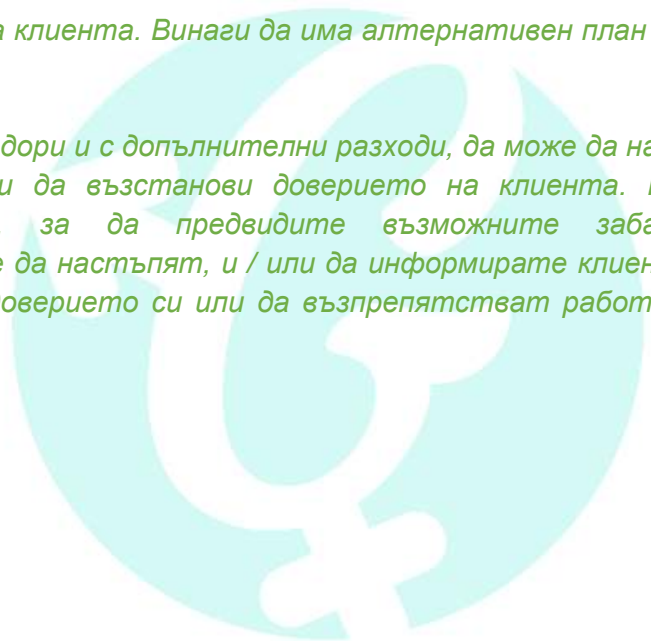 а клиента. Винаги да има алтернативен план
дори и с допълнителни разходи, да може да на
и да възстанови доверието на клиента.
за да предвидите възможните заба
е да настъпят, и / или да информирате клиен
доверието си или да възпрепятстват работ